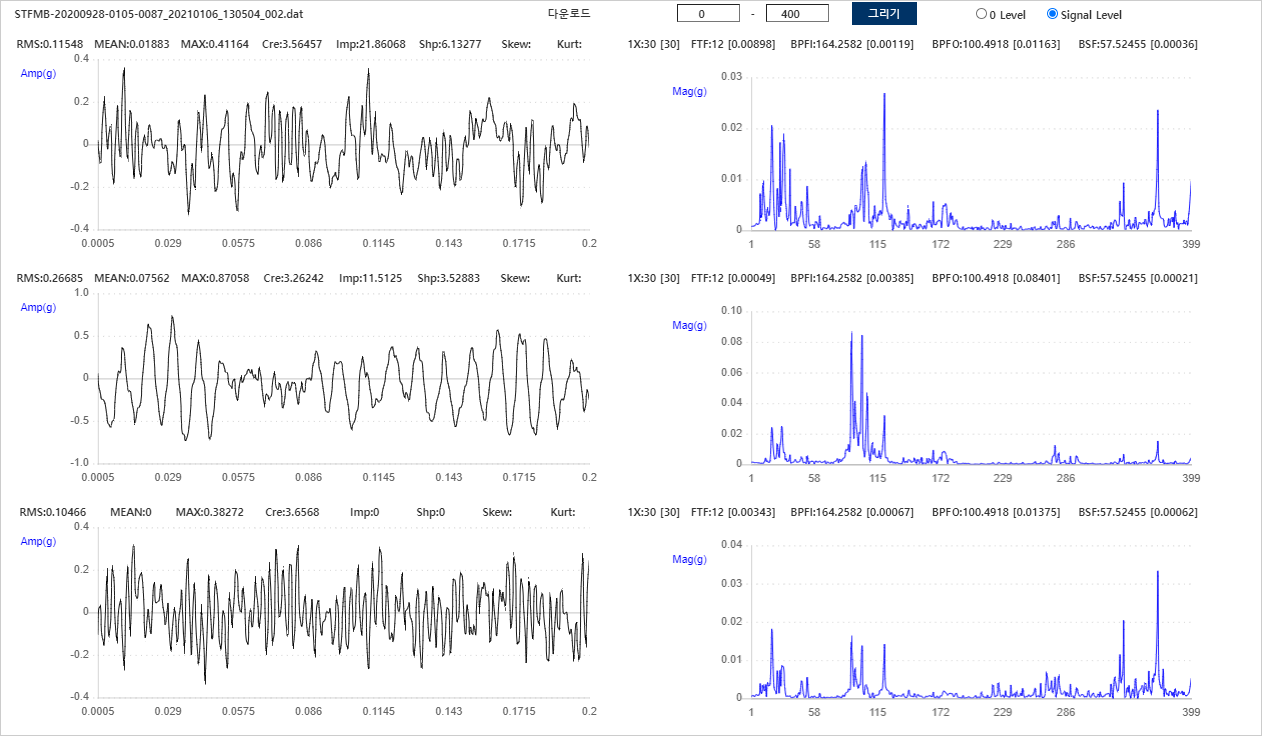 STFMB-20200928-0105-0087_20210106_130504_002.dat 다운로드 0 - 400 그리기 0 Level Signal Level
RMS:0.11548 MEAN:0.01883 MAX:0.41164 Cre:3.56457 Imp:21.86068 Shp:6.13277 Skew: Kurt:
Amp(g)
0.4
0.2
0
-0.2
-0.4
0.0005 0.029 0.0575 0.086 0.1145 0.143 0.1715 0.2
1X:30 [30] FTF:12 [0.00898] BPFI:164.2582 [0.00119] BPFO:100.4918 [0.01163] BSF:57.52455 [0.00036]
Mag(g)
0.03
0.02
0.01
0
1 58 115 172 229 286 399
RMS:0.26685 MEAN:0.07562 MAX:0.87058 Cre:3.26242 Imp:11.5125 Shp:3.52883 Skew: Kurt:
Amp(g)
1.0
0.5
0
-0.5
-1.0
0.0005 0.029 0.0575 0.086 0.1145 0.143 0.1715 0.2
1X:30 [30] FTF:12 [0.00049] BPFI:164.2582 [0.00385] BPFO:100.4918 [0.08401] BSF:57.52455 [0.00021]
Mag(g)
0.10
0.08
0.06
0.04
0.02
0
1 58 115 172 229 286 399
RMS:0.10466 MEAN:0 MAX:0.38272 Cre:3.6568 Imp:0 Shp:0 Skew: Kurt:
Amp(g)
0.4
0.2
0
-0.2
-0.4
0.0005 0.029 0.0575 0.086 0.1145 0.143 0.1715 0.2
1X:30 [30] FTF:12 [0.00343] BPFI:164.2582 [0.00067] BPFO:100.4918 [0.01375] BSF:57.52455 [0.00062]
Mag(g)
0.04
0.03
0.02
0.01
0
1 58 115 172 229 286 399